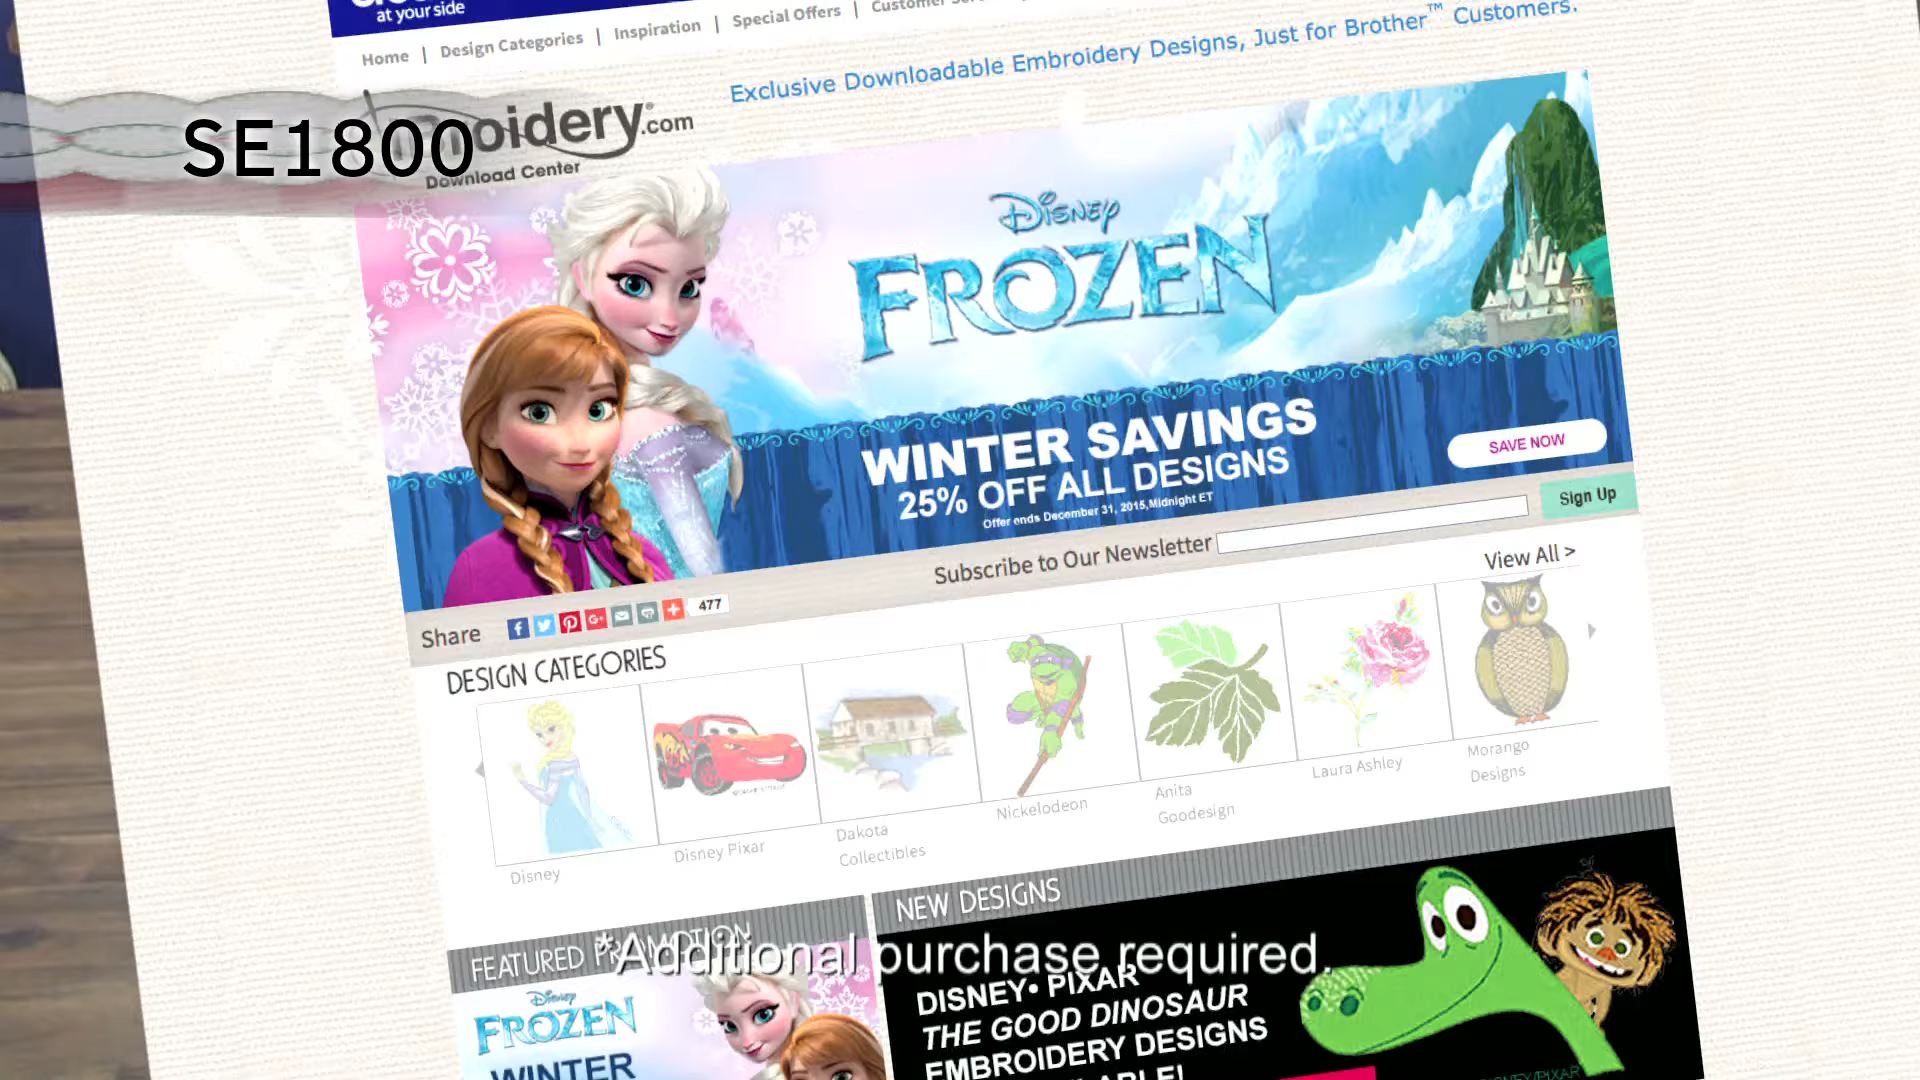 at your side
Home | Design Categories | Inspiration | Special Offers |
Exclusive Downloadable Embroidery Designs, Just for Brother™ Customers.
SE1800
.com
Download Center
Disney
FROZEN
WINTER SAVINGS
25% OFF ALL DESIGNS
Offer ends December 31, 2015, Midnight ET
SAVE NOW
Subscribe to Our Newsletter
Sign Up
View All >
Share
477
DESIGN CATEGORIES
Disney
Disney Pixar
Dakota
Collectibles
Nickelodeon
Anita
Goodesign
Laura Ashley
Morango
Designs
FEATURED PROMOTION
NEW DESIGNS
*Additional purchase required.
Disney
FROZEN
WINTER
DISNEY• PIXAR
THE GOOD DINOSAUR
EMBROIDERY DESIGNS